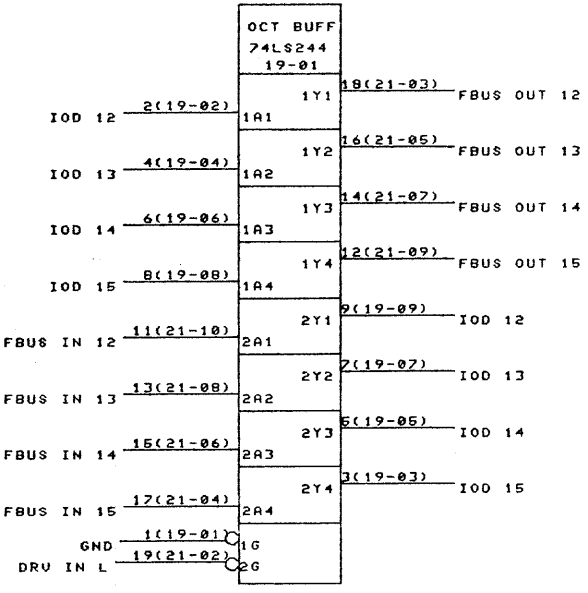 OCT BUFF
74LS244
19-01
1Y1 18(21-03) FBUS OUT 12
IOD 12 2(19-02) 1A1
1Y2 16(21-05) FBUS OUT 13
IOD 13 4(19-04) 1A2
1Y3 14(21-07) FBUS OUT 14
IOD 14 6(19-06) 1A3
1Y4 12(21-09) FBUS OUT 15
IOD 15 8(19-08) 1A4
2Y1 9(19-09) IOD 12
FBUS IN 12 11(21-10) 2A1
2Y2 7(19-07) IOD 13
FBUS IN 13 13(21-08) 2A2
2Y3 5(19-05) IOD 14
FBUS IN 14 15(21-06) 2A3
2Y4 3(19-03) IOD 15
FBUS IN 15 17(21-04) 2A4
GND 1(19-01) 1G
DRV IN L 19(21-02) 2G